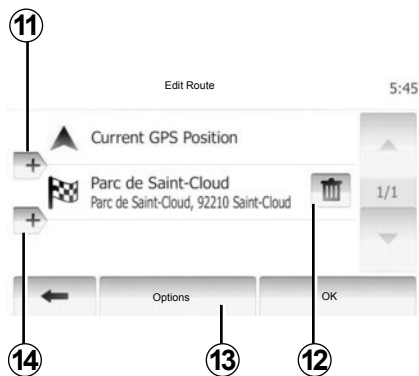 11
Edit Route 5:45
Current GPS Position
+
Parc de Saint-Cloud
Parc de Saint-Cloud, 92210 Saint-Cloud
1/1
+
Options OK
14 13 12